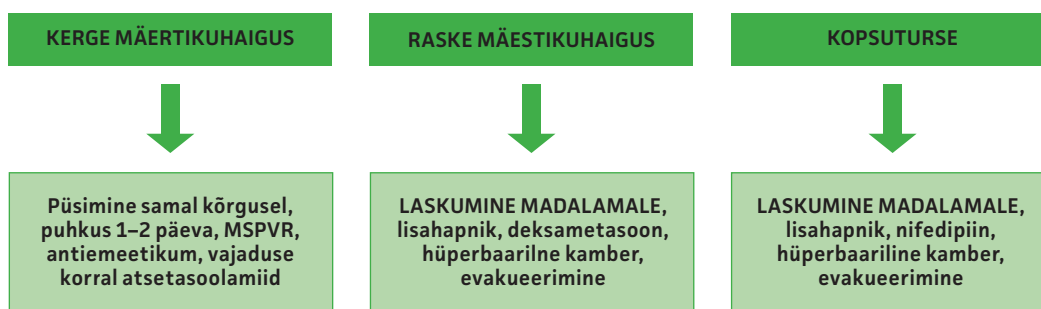 KERGE MÄERTIKUHAIGUS
Püsimine samal kõrgusel,
puhkus 1–2 päeva, MSPVR,
antiemeetikum, vajaduse
korral atsetasoolamiid
RASKE MÄESTIKUHAIGUS
LASKUMINE MADALAMALE,
lisahapnik, deksametasoon,
hüperbaarilne kamber,
evakueerimine
KOPSUTURSE
LASKUMINE MADALAMALE,
lisahapnik, nifedipiin,
hüperbaariline kamber,
evakueerimine